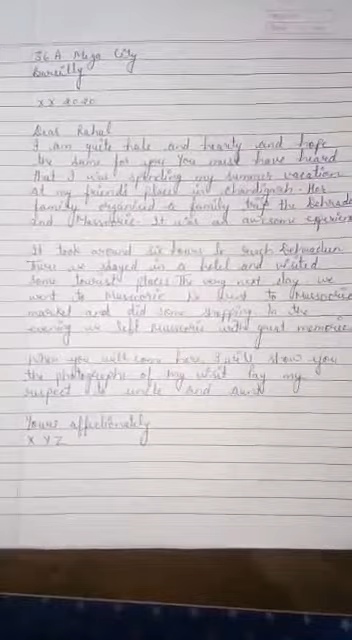 36 A Mega City
Bareilly
XX 2020
Dear Rahul
I am quite hale and hearty and hope
the same for you You must have heard
that I was spending my summer vacation
at my friends place in chandigarh. Her
family organised a family trip the Dehradu
and Mussoorie. It was an awesome
It took around six hours to reach Dehradun
There we stayed in a hotel and visited
some tourist places The very next day we
went to Mussoorie We went to
market and did some shopping In the
evening we left Mussoorie with great memories
When you will come here I will show you
the photographs of my visit Pay my
respect to uncle and Aunt
Yours affectionately
X Y Z